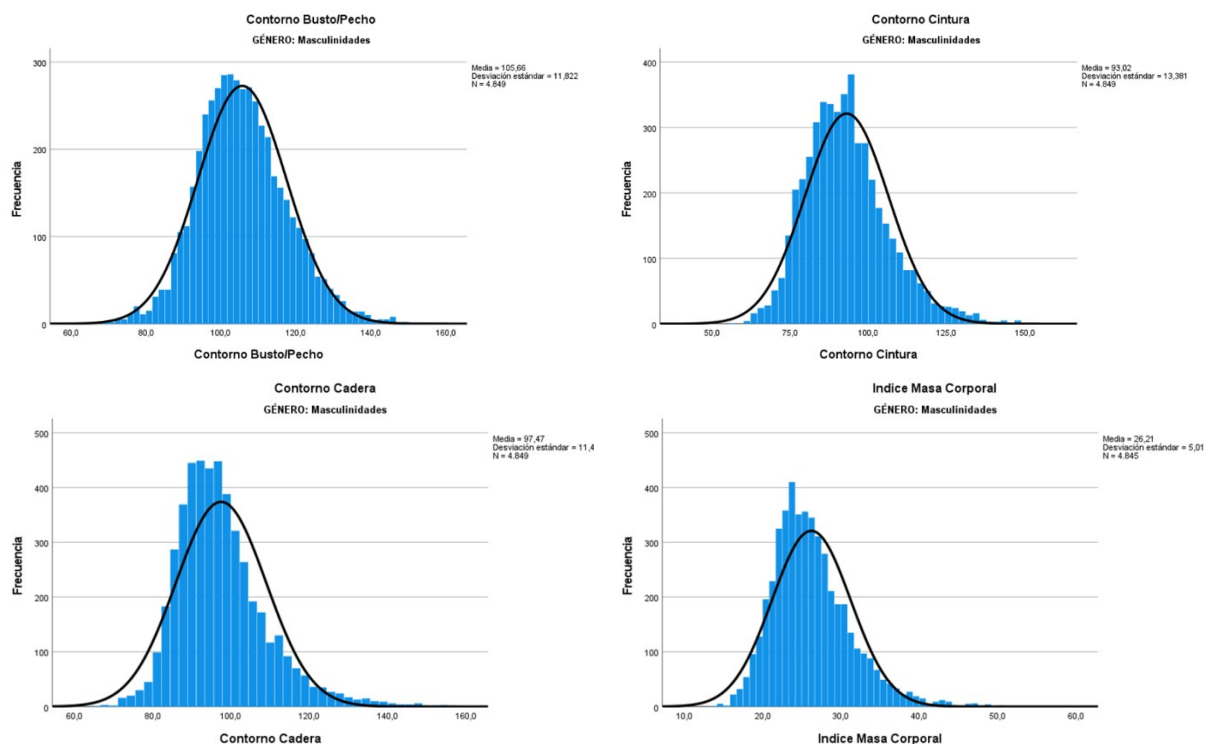 Contorno Busto/Pecho
GÉNERO: Masculinidades
Media = 105,66
Desviación estándar = 11,822
N = 4.849
Frecuencia
300
200
100
0
60,0 80,0 100,0 120,0 140,0 160,0
Contorno Busto/Pecho
Contorno Cintura
GÉNERO: Masculinidades
Media = 93,02
Desviación estándar = 13,381
N = 4.849
Frecuencia
400
300
200
100
0
50,0 75,0 100,0 125,0 150,0
Contorno Cintura
Contorno Cadera
GÉNERO: Masculinidades
Media = 97,47
Desviación estándar = 11,4
N = 4.849
Frecuencia
500
400
300
200
100
0
60,0 80,0 100,0 120,0 140,0 160,0
Contorno Cadera
Indice Masa Corporal
GÉNERO: Masculinidades
Media = 26,21
Desviación estándar = 5,01
N = 4.845
Frecuencia
500
400
300
200
100
0
10,0 20,0 30,0 40,0 50,0 60,0
Indice Masa Corporal